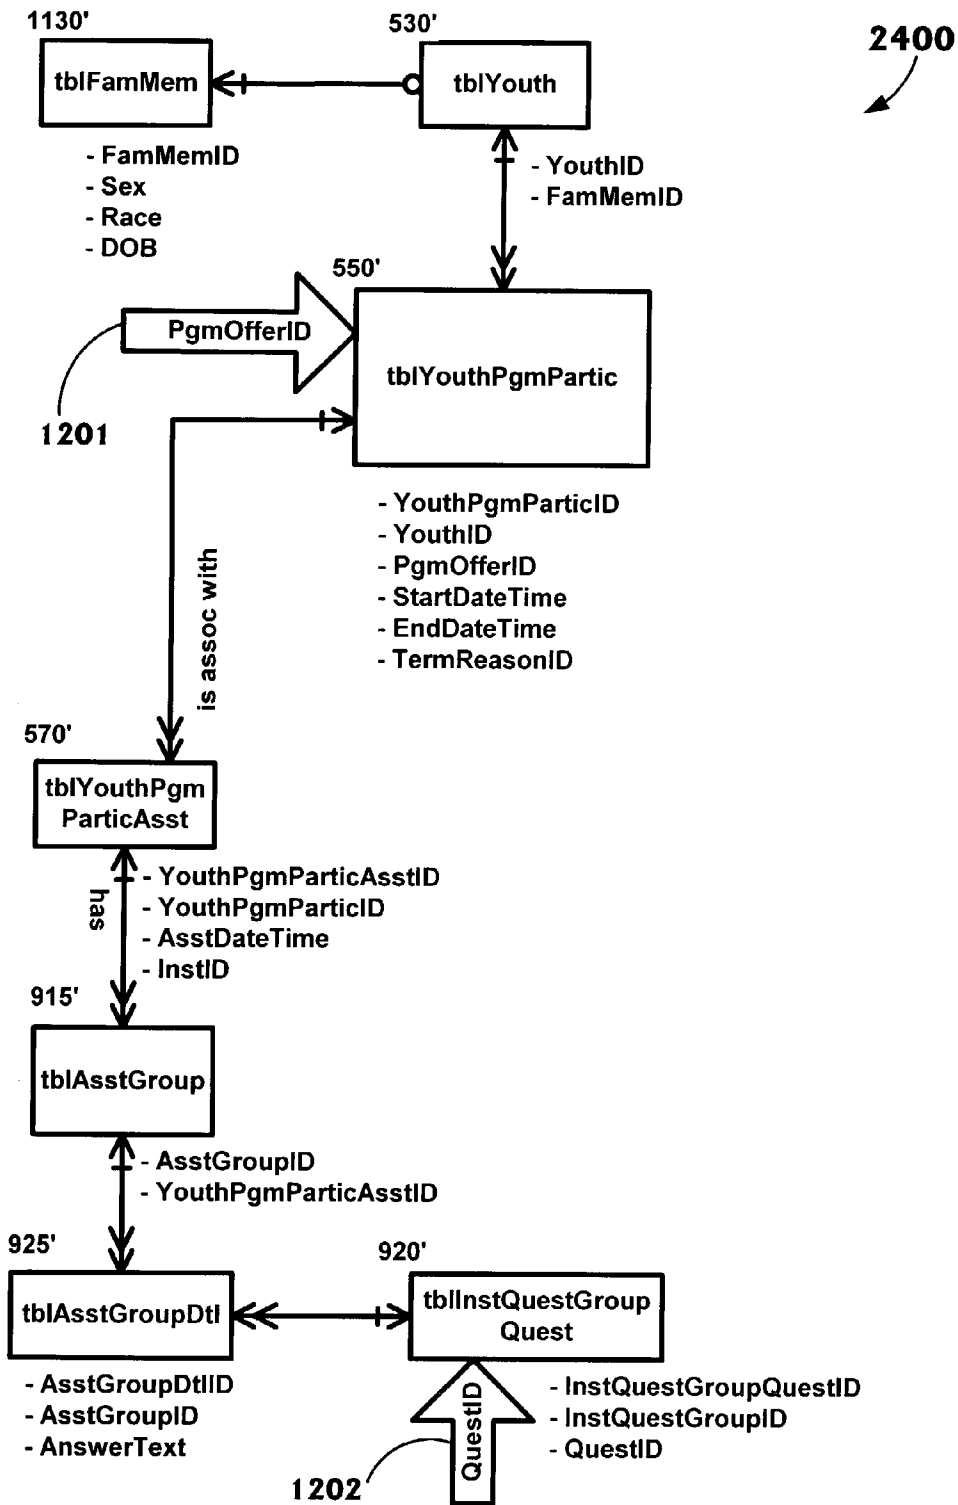 1130'
530'
2400
tblFamMem
tblYouth
- FamMemID
- Sex
- Race
- DOB
- YouthID
- FamMemID
550'
PgmOfferID
tblYouthPgmPartic
1201
- YouthPgmParticID
- YouthID
- PgmOfferID
- StartDateTime
- EndDateTime
- TermReasonID
is assoc with
570'
tblYouthPgm
ParticAsst
has
- YouthPgmParticAsstID
- YouthPgmParticID
- AsstDateTime
- InstID
915'
tblAsstGroup
- AsstGroupID
- YouthPgmParticAsstID
925'
920'
tblAsstGroupDtl
tblInstQuestGroup
Quest
- AsstGroupDtlID
- AsstGroupID
- AnswerText
QuestID
- InstQuestGroupQuestID
- InstQuestGroupID
- QuestID
1202